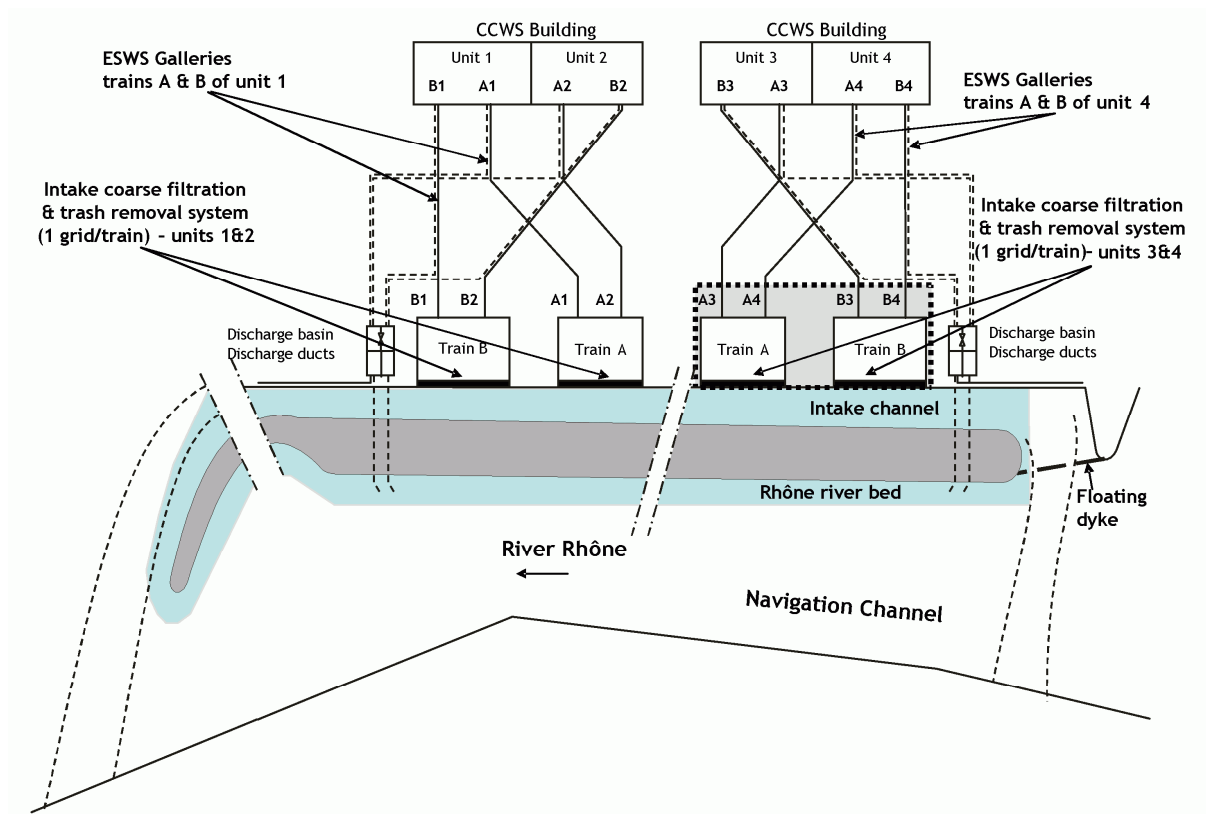 CCWS Building
CCWS Building
Unit 1
Unit 2
B1
A1
A2
B2
Unit 3
Unit 4
B3
A3
A4
B4
ESWS Galleries
trains A & B of unit 1
ESWS Galleries
trains A & B of unit 4
Intake coarse filtration
& trash removal system
(1 grid/train) - units 1&2
Intake coarse filtration
& trash removal system
(1 grid/train)- units 3&4
B1
B2
A1
A2
A3
A4
B3
B4
Discharge basin
Discharge ducts
Train B
Train A
Train A
Train B
Discharge basin
Discharge ducts
Intake channel
Rhône river bed
Floating
dyke
River Rhône
Navigation Channel